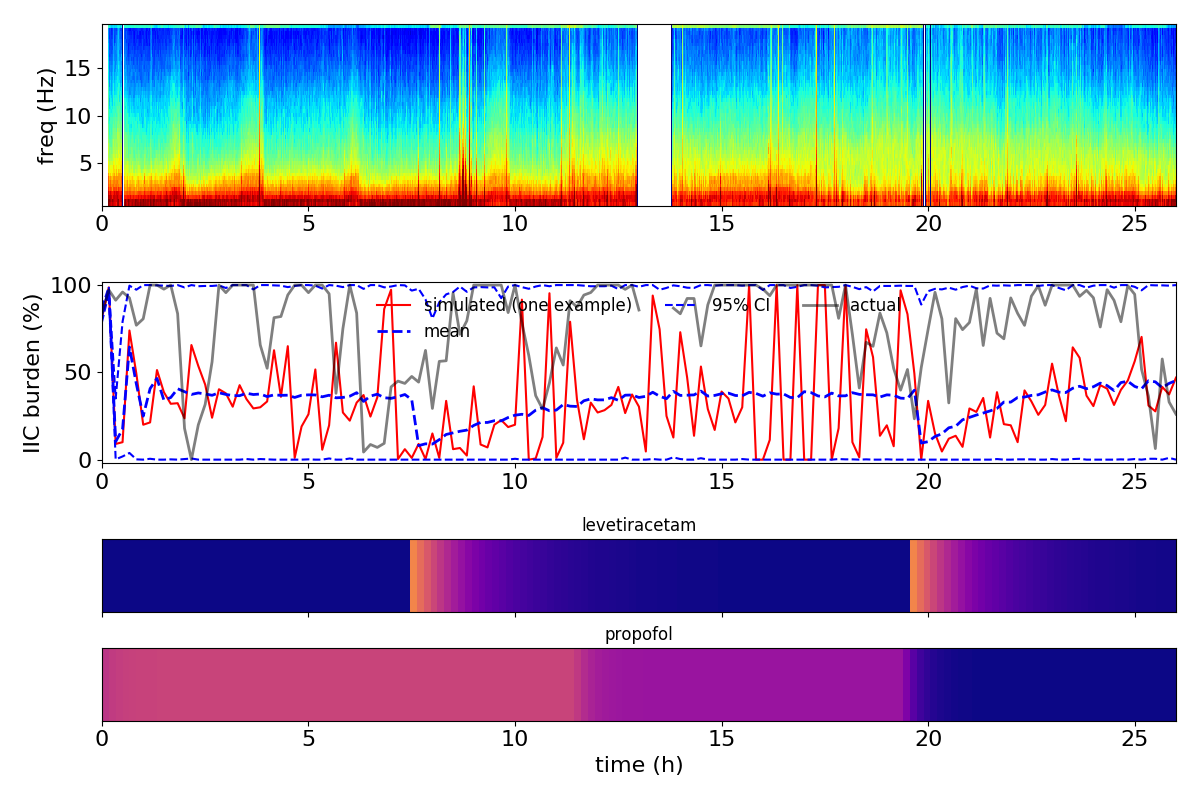 freq (Hz)
15
10
5
0 5 10 15 20 25
IIC burden (%)
100
50
0
simulated (one example)
mean
95% CI
actual
0 5 10 15 20 25
levetiracetam
propofol
0 5 10 15 20 25
time (h)